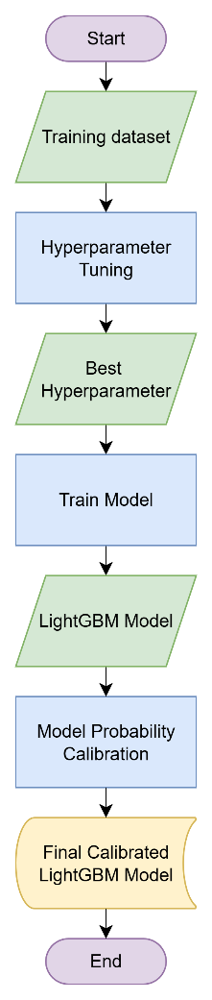 Start
Training dataset
Hyperparameter
Tuning
Best
Hyperparameter
Train Model
LightGBM Model
Model Probability
Calibration
Final Calibrated
LightGBM Model
End